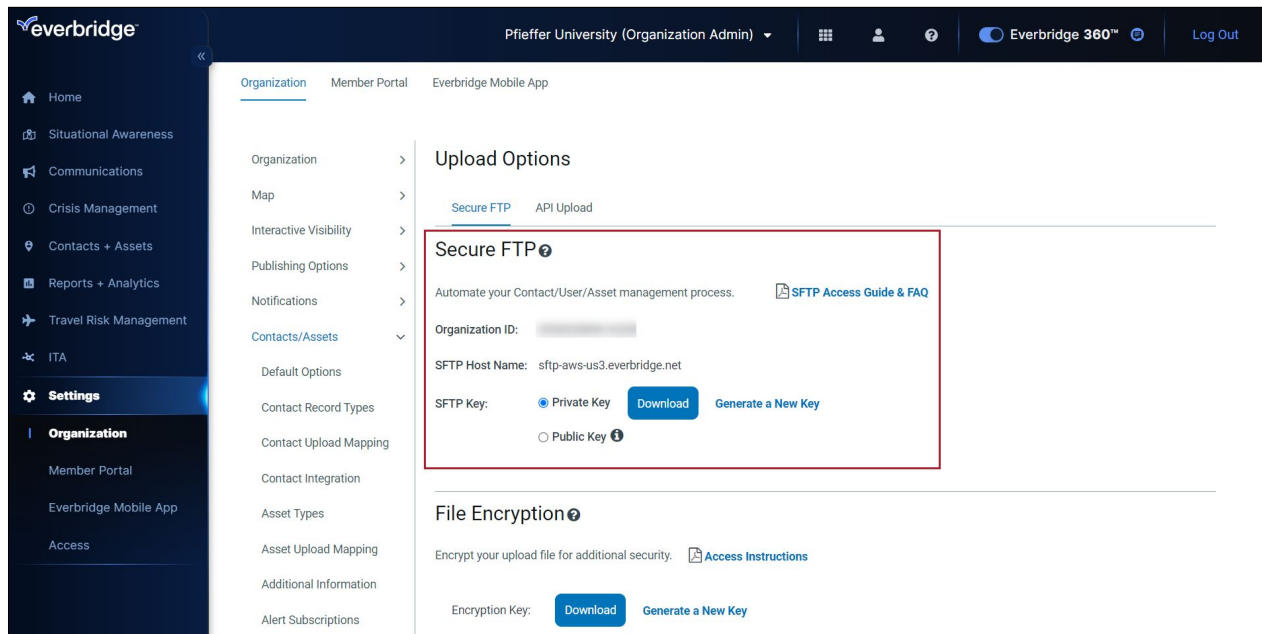 everbridge™
Pfieffer University (Organization Admin)
Everbridge 360™
Log Out
«
Home
Situational Awareness
Communications
Crisis Management
Contacts + Assets
Reports + Analytics
Travel Risk Management
ITA
Settings
Organization
Member Portal
Everbridge Mobile App
Access
Organization Member Portal Everbridge Mobile App
Organization
Map
Interactive Visibility
Publishing Options
Notifications
Contacts/Assets
Default Options
Contact Record Types
Contact Upload Mapping
Contact Integration
Asset Types
Asset Upload Mapping
Additional Information
Alert Subscriptions
Upload Options
Secure FTP API Upload
Secure FTP
Automate your Contact/User/Asset management process. SFTP Access Guide & FAQ
Organization ID:
SFTP Host Name: sftp-aws-us3.everbridge.net
SFTP Key: Private Key Download Generate a New Key
Public Key
File Encryption
Encrypt your upload file for additional security. Access Instructions
Encryption Key: Download Generate a New Key